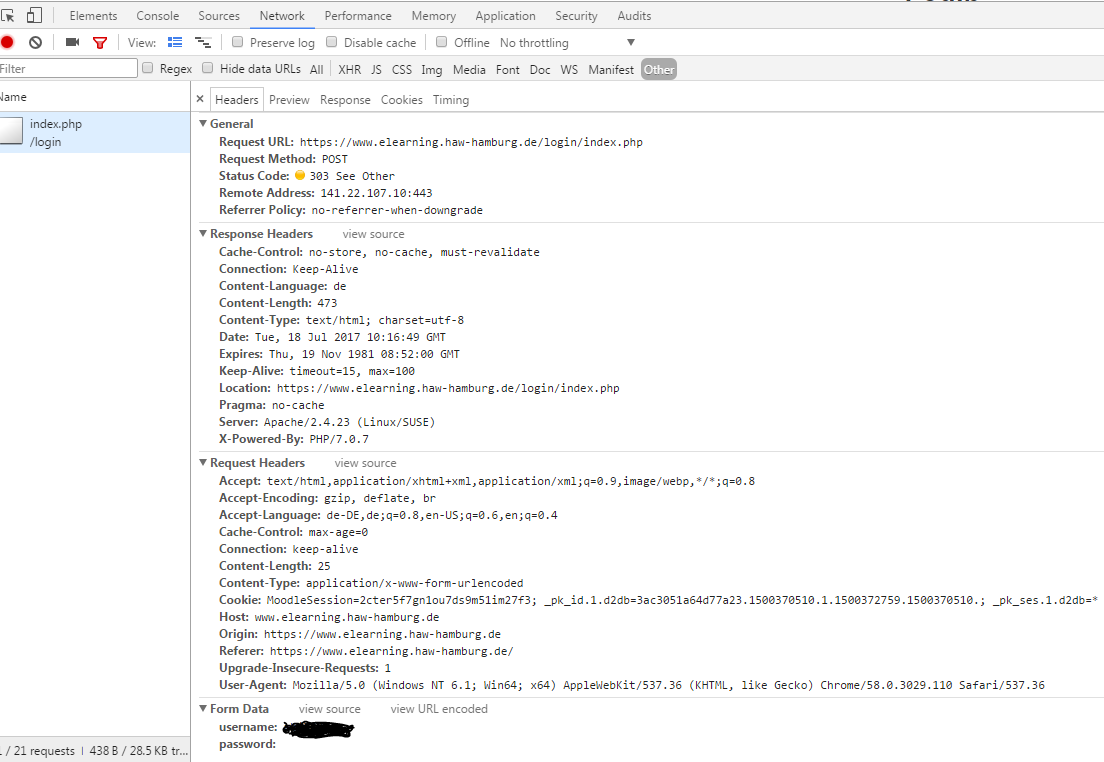 Elements Console Sources Network Performance Memory Application Security Audits
View: Preserve log Disable cache Offline No throttling
Filter Regex Hide data URLs All XHR JS CSS Img Media Font Doc WS Manifest Other
Name × Headers Preview Response Cookies Timing
index.php
/login
General
Request URL: https://www.elearning.haw-hamburg.de/login/index.php
Request Method: POST
Status Code: 303 See Other
Remote Address: 141.22.107.10:443
Referrer Policy: no-referrer-when-downgrade
Response Headers view source
Cache-Control: no-store, no-cache, must-revalidate
Connection: Keep-Alive
Content-Language: de
Content-Length: 473
Content-Type: text/html; charset=utf-8
Date: Tue, 18 Jul 2017 10:16:49 GMT
Expires: Thu, 19 Nov 1981 08:52:00 GMT
Keep-Alive: timeout=15, max=100
Location: https://www.elearning.haw-hamburg.de/login/index.php
Pragma: no-cache
Server: Apache/2.4.23 (Linux/SUSE)
X-Powered-By: PHP/7.0.7
Request Headers view source
Accept: text/html,application/xhtml+xml,application/xml;q=0.9,image/webp,*/*;q=0.8
Accept-Encoding: gzip, deflate, br
Accept-Language: de-DE,de;q=0.8,en-US;q=0.6,en;q=0.4
Cache-Control: max-age=0
Connection: keep-alive
Content-Length: 25
Content-Type: application/x-www-form-urlencoded
Cookie: MoodleSession=2cter5f7gn1ou7ds9m51im27f3; _pk_id.1.d2db=3ac3051a64d77a23.1500370510.1.1500372759.1500370510.; _pk_ses.1.d2db=*
Host: www.elearning.haw-hamburg.de
Origin: https://www.elearning.haw-hamburg.de
Referer: https://www.elearning.haw-hamburg.de/
Upgrade-Insecure-Requests: 1
User-Agent: Mozilla/5.0 (Windows NT 6.1; Win64; x64) AppleWebKit/537.36 (KHTML, like Gecko) Chrome/58.0.3029.110 Safari/537.36
Form Data view source view URL encoded
username:
password:
1 / 21 requests | 438 B / 28.5 KB tr...